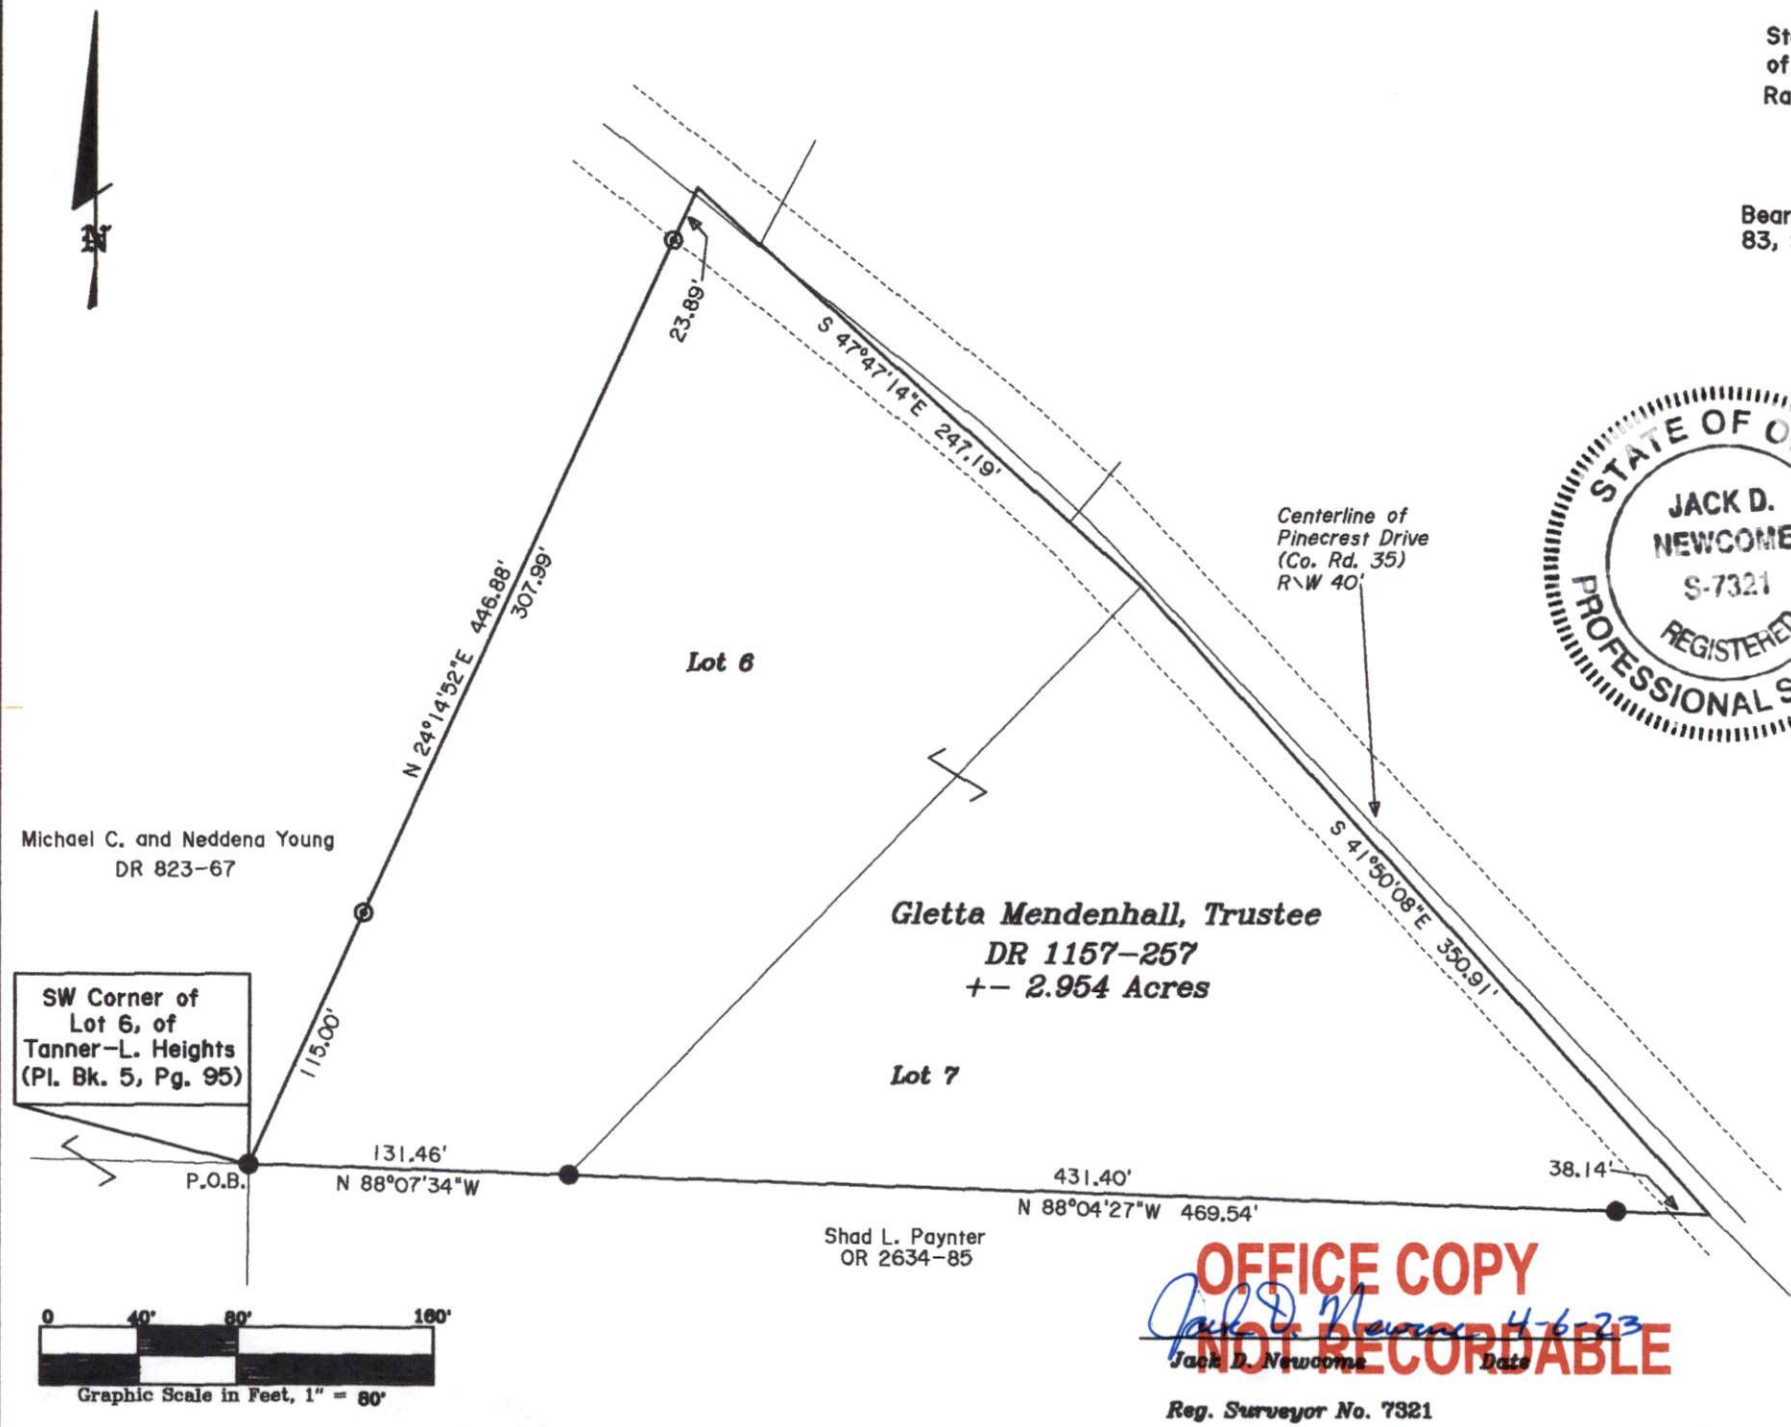 N
St
of
Ra
Bear
83,
23.89'
S 47°47'14"E 247.19'
Centerline of
Pinecrest Drive
(Co. Rd. 35)
R\W 40'
STATE OF O
JACK D.
NEWCOME
S-7321
REGISTERED
PROFESSIONAL S
N 24°14'52"E 446.88'
307.99'
Lot 6
S 41°50'08"E 350.91'
Michael C. and Neddena Young
DR 823-67
Gletta Mendenhall, Trustee
DR 1157-257
+- 2.954 Acres
SW Corner of
Lot 6, of
Tanner-L. Heights
(Pl. Bk. 5, Pg. 95)
115.00'
Lot 7
P.O.B.
131.46'
N 88°07'34"W
431.40'
N 88°04'27"W 469.54'
38.14'
Shad L. Paynter
OR 2634-85
OFFICE COPY
NOT RECORDABLE
Jack D. Newcome 4-6-23
Jack D. Newcome Date
Reg. Surveyor No. 7321
0 40' 80' 160'
Graphic Scale in Feet, 1" = 80'